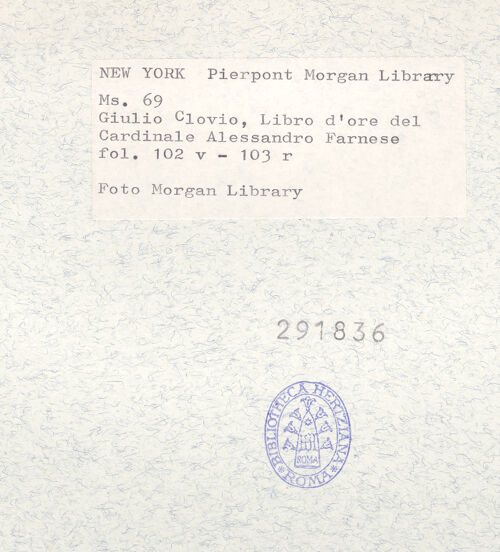 NEW YORK Pierpont Morgan Library
Ms. 69
Giulio Clovio, Libro d'ore del
Cardinale Alessandro Farnese
fol. 102 v - 103 r
Foto Morgan Library
291836
BIBLIOTHECA HERTZIANA
ROMA
ROMA